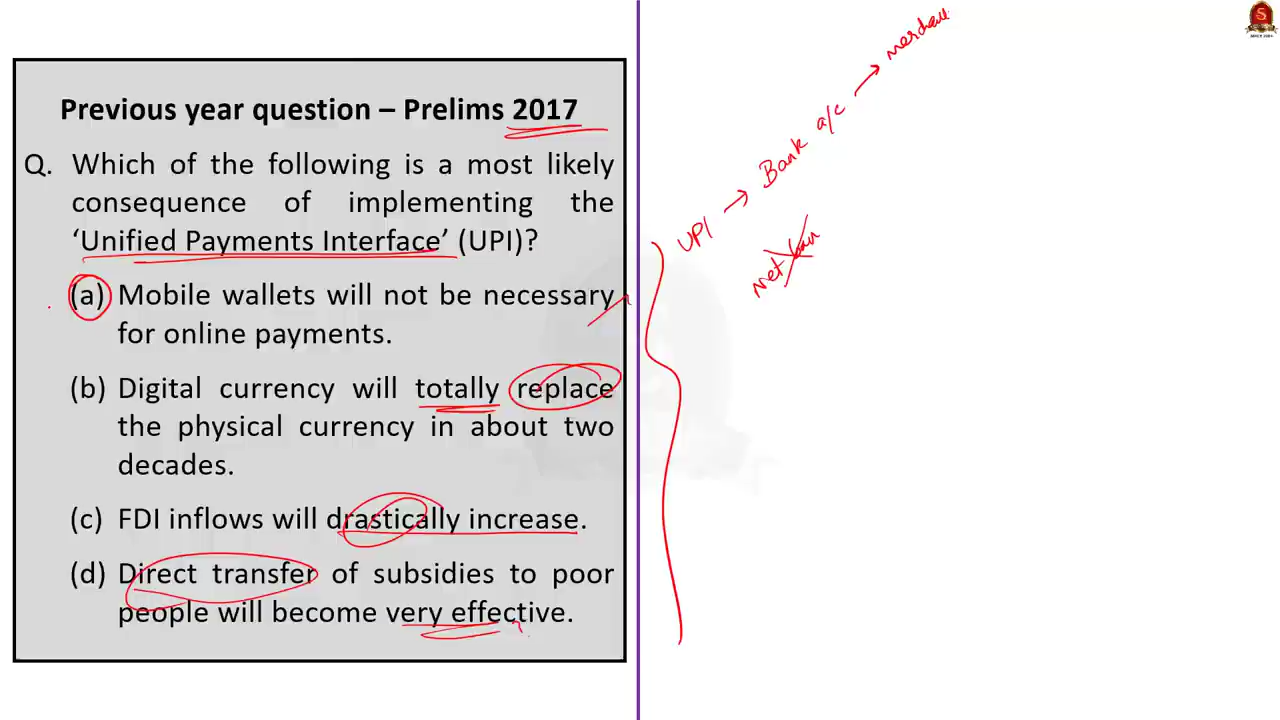 Previous year question – Prelims 2017
Q. Which of the following is a most likely
consequence of implementing the
‘Unified Payments Interface’ (UPI)?
(a) Mobile wallets will not be necessary
for online payments.
(b) Digital currency will totally replace
the physical currency in about two
decades.
(c) FDI inflows will drastically increase.
(d) Direct transfer of subsidies to poor
people will become very effective.
UPI → Bank a/c →